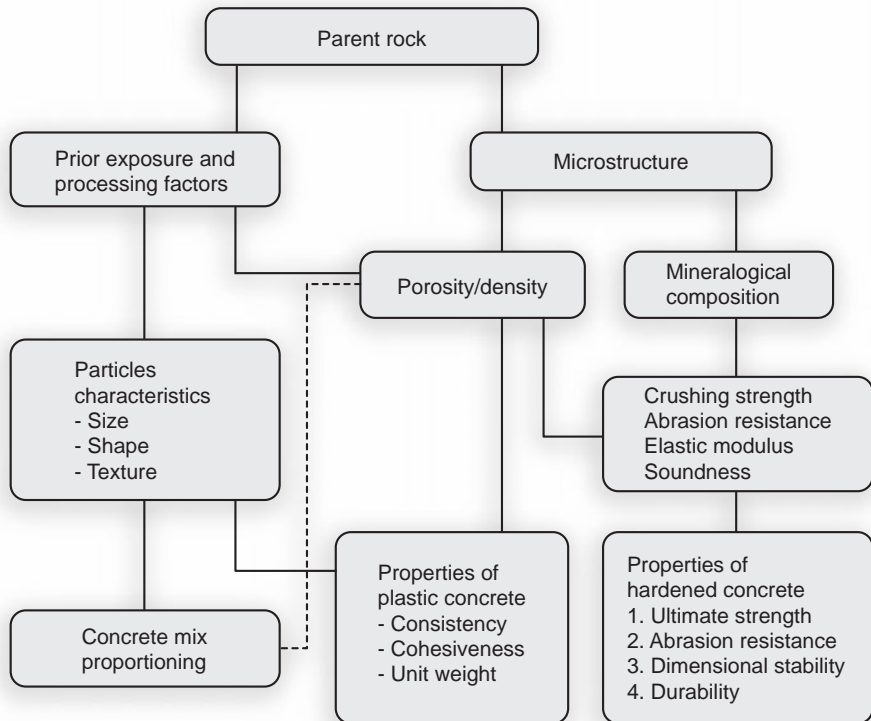 Parent rock
Prior exposure and
processing factors
Microstructure
Porosity/density
Mineralogical
composition
Particles
characteristics
- Size
- Shape
- Texture
Crushing strength
Abrasion resistance
Elastic modulus
Soundness
Concrete mix
proportioning
Properties of
plastic concrete
- Consistency
- Cohesiveness
- Unit weight
Properties of
hardened concrete
1. Ultimate strength
2. Abrasion resistance
3. Dimensional stability
4. Durability